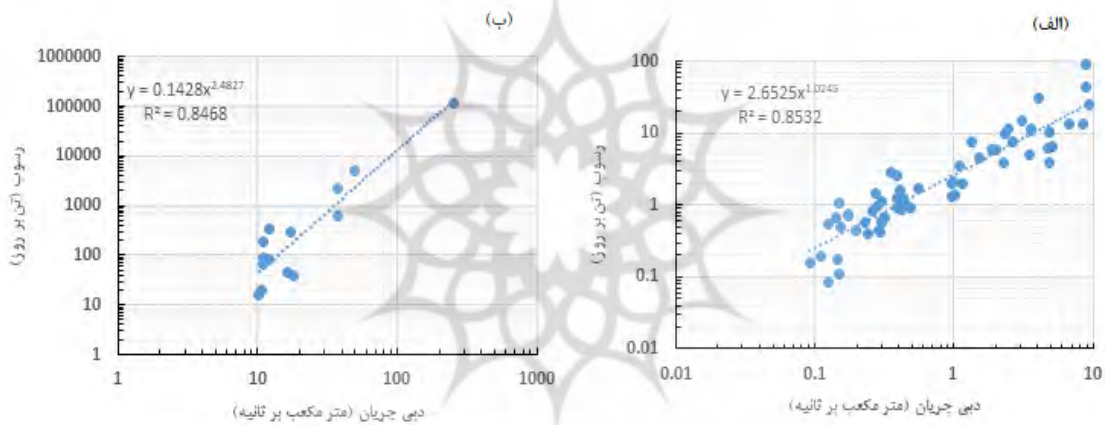 (الف)
y = 2.6525x^1.0245
R² = 0.8532
رسوب (تن بر روز)
100
10
1
0.1
0.01
0.01
0.1
1
10
دبی جریان (متر مکعب بر ثانیه)
(ب)
y = 0.1428x^2.4827
R² = 0.8468
رسوب (تن بر روز)
1000000
100000
10000
1000
100
10
1
1
10
100
1000
دبی جریان (متر مکعب بر ثانیه)